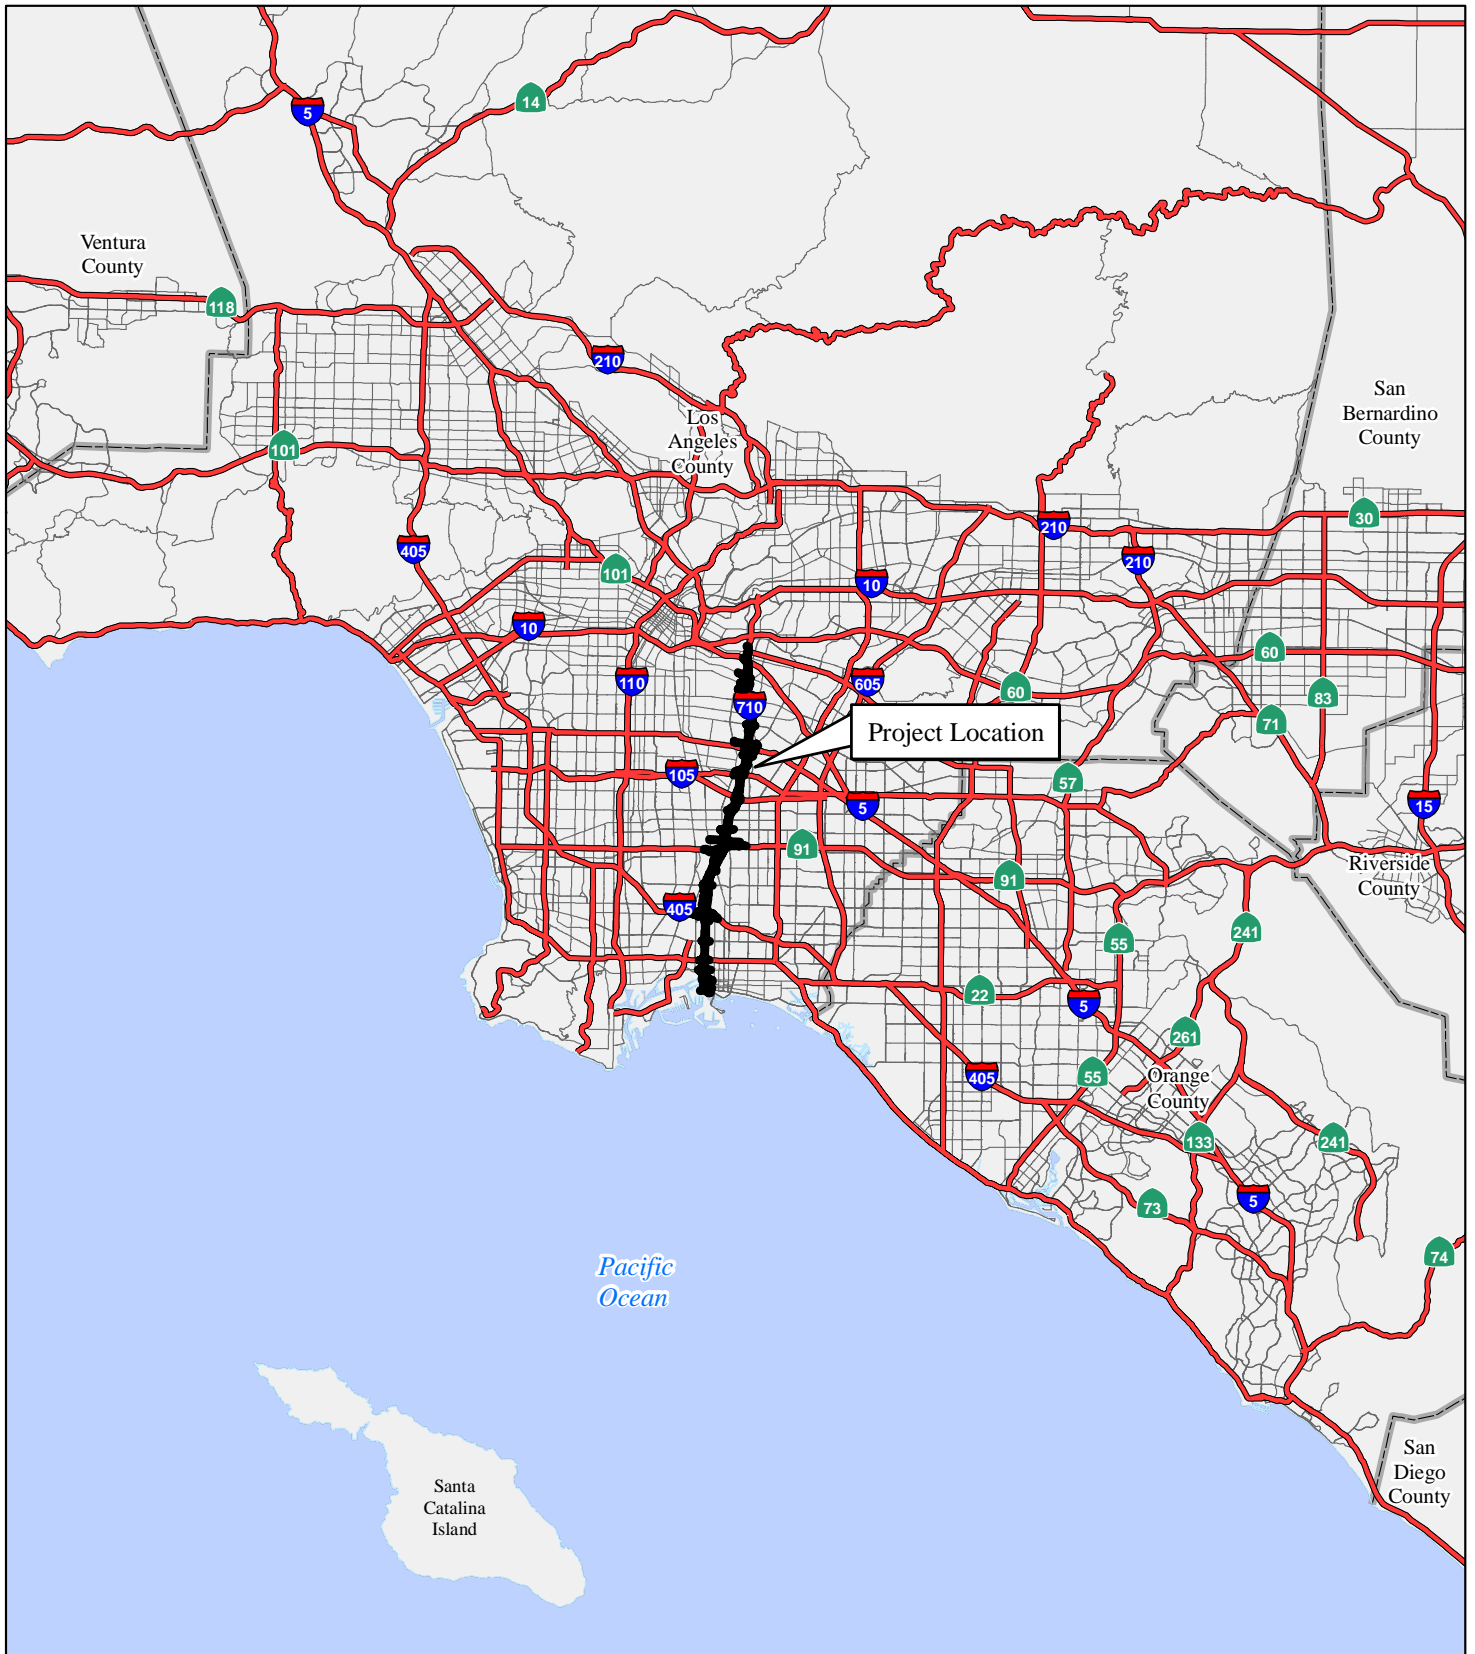 14
5
Ventura
County
118
210
San
Bernardino
County
Los
Angeles
County
101
30
210
405
210
101
10
10
60
110
605
60
83
710
71
Project Location
105
57
5
15
91
Riverside
County
91
405
241
55
22
5
261
405
55
Orange
County
133
241
5
73
74
Pacific
Ocean
San
Diego
County
Santa
Catalina
Island